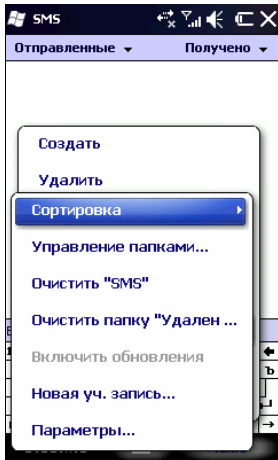 SMS
Отправленные Получено
Создать
Удалить
Сортировка
Управление папками...
Очистить "SMS"
Очистить папку "Удален ...
Включить обновления
Новая уч. запись...
Параметры...
ъ